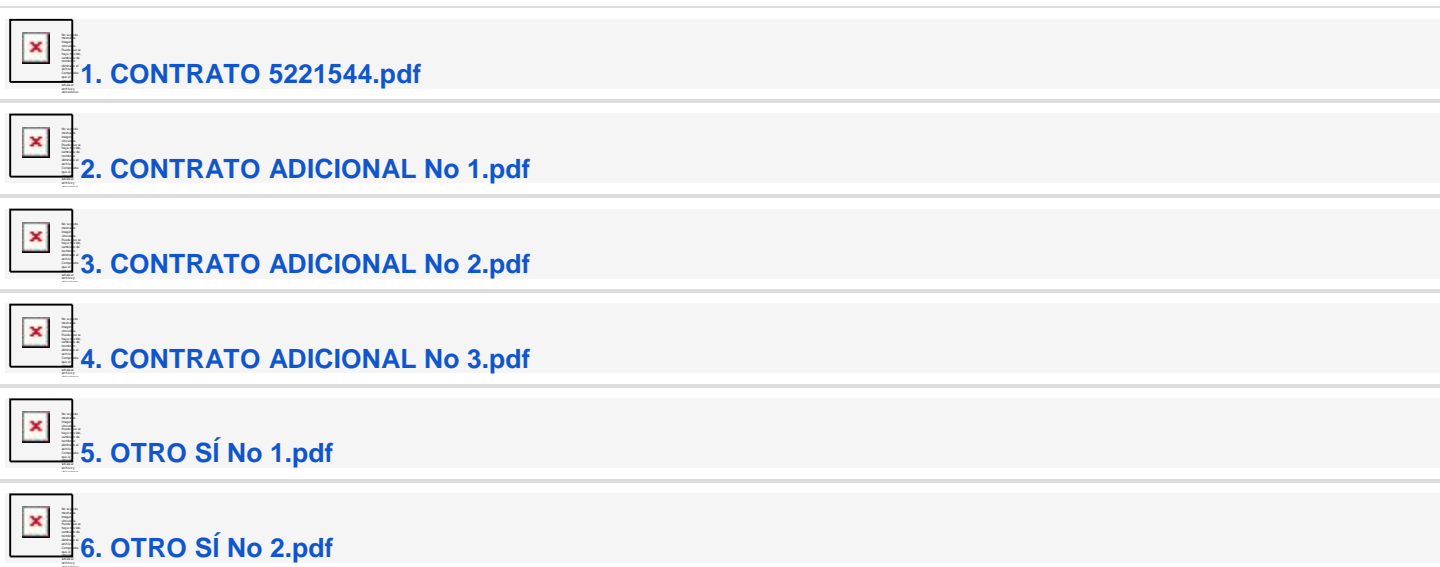 1. CONTRATO 5221544.pdf
2. CONTRATO ADICIONAL No 1.pdf
3. CONTRATO ADICIONAL No 2.pdf
4. CONTRATO ADICIONAL No 3.pdf
5. OTRO SÍ No 1.pdf
6. OTRO SÍ No 2.pdf